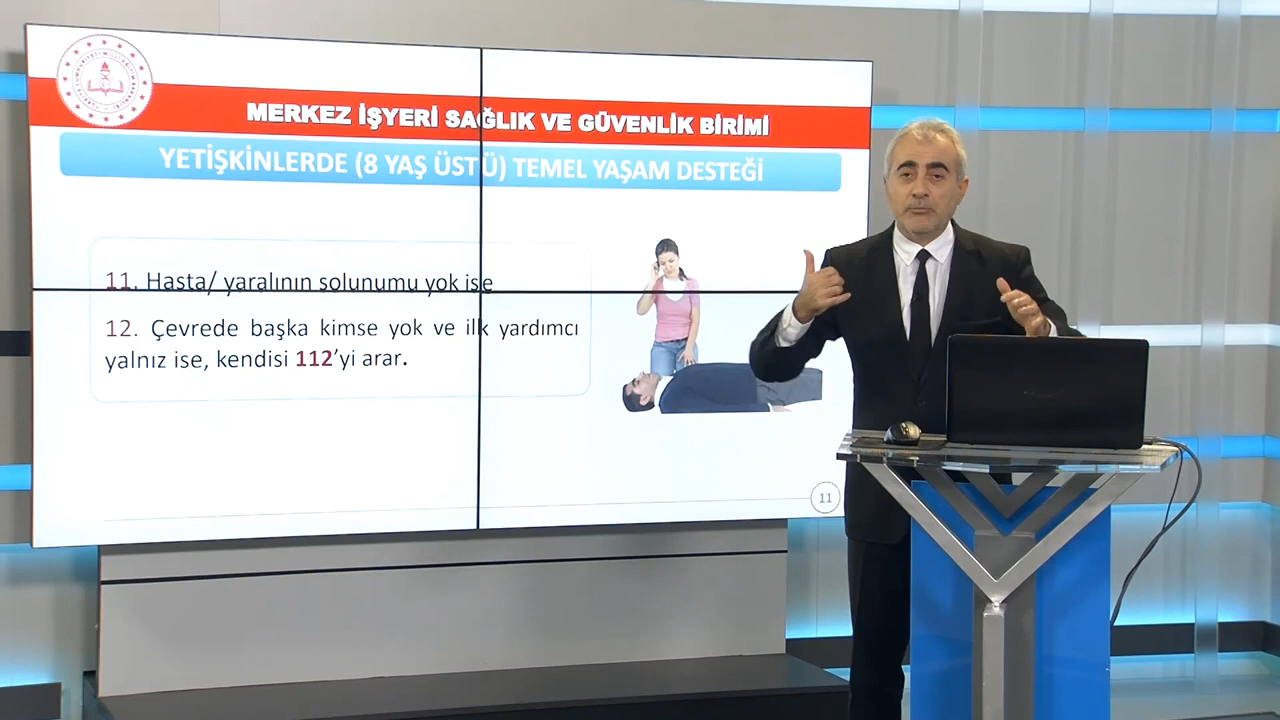 MERKEZ İŞYERİ SAĞLIK VE GÜVENLİK BİRİMİ
YETİŞKİNLERDE (8 YAŞ ÜSTÜ) TEMEL YAŞAM DESTEĞİ
11. Hasta/ yaralının solunumu yok ise
12. Çevrede başka kimse yok ve ilk yardımcı
yalnız ise, kendisi 112’yi arar.
11